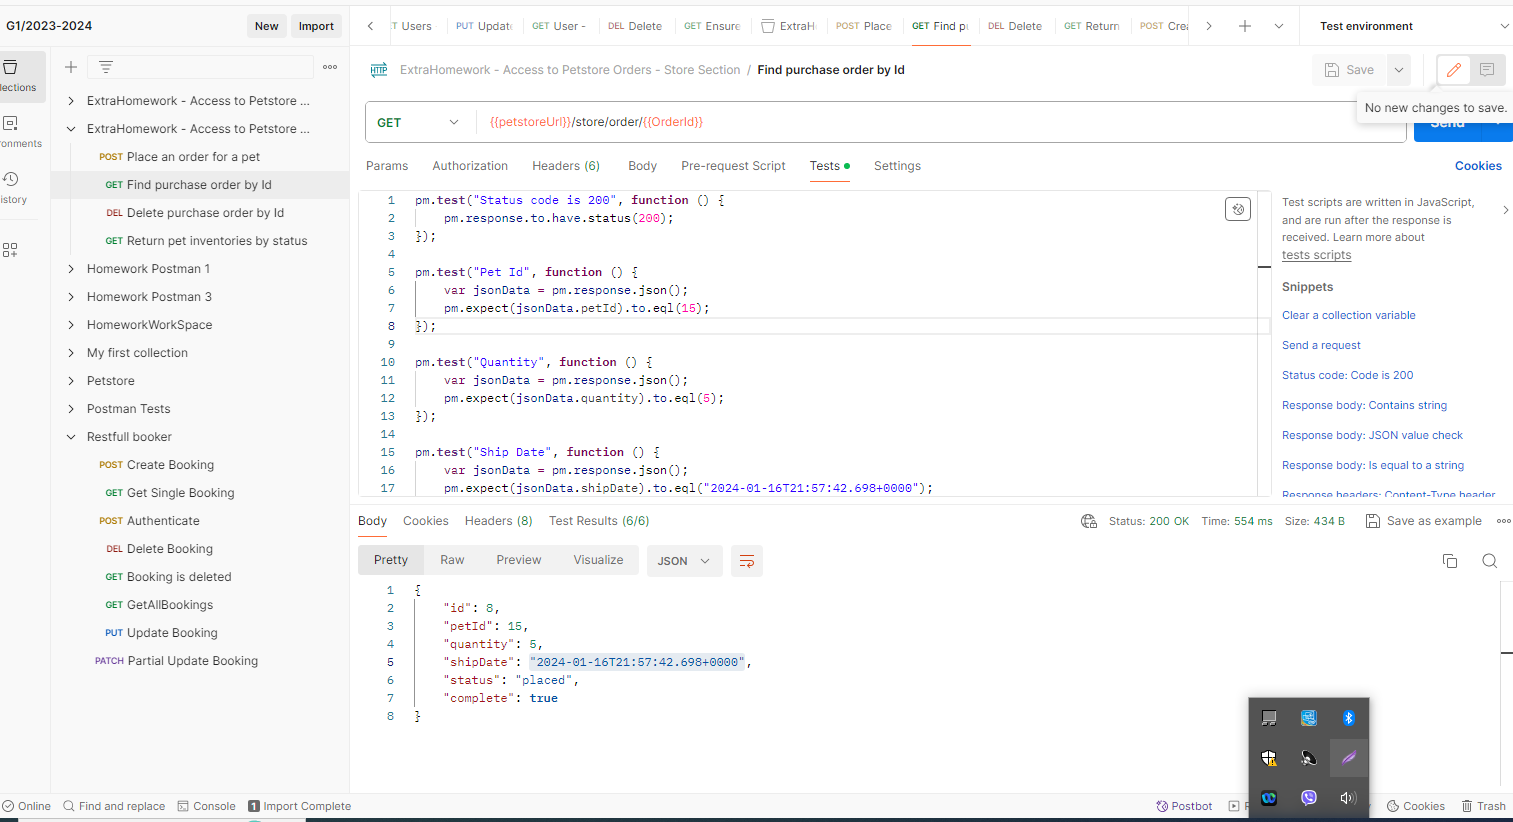 G1/2023-2024
New
Import
Users
PUT Updat
GET User -
DEL Delete
GET Ensure
ExtraH
POST Place
GET Find p
DEL Delete
GET Return
POST Crea
Test environment
ExtraHomework - Access to Petstore Orders - Store Section / Find purchase order by Id
Save
No new changes to save.
Send
GET
{{petstoreUrl}}/store/order/{{OrderId}}
Params
Authorization
Headers (6)
Body
Pre-request Script
Tests
Settings
Cookies
lections
ronments
istory
ExtraHomework - Access to Petstore ...
ExtraHomework - Access to Petstore ...
POST Place an order for a pet
GET Find purchase order by Id
DEL Delete purchase order by Id
GET Return pet inventories by status
Homework Postman 1
Homework Postman 3
HomeworkWorkSpace
My first collection
Petstore
Postman Tests
Restfull booker
POST Create Booking
GET Get Single Booking
POST Authenticate
DEL Delete Booking
GET Booking is deleted
GET GetAllBookings
PUT Update Booking
PATCH Partial Update Booking
1 pm.test("Status code is 200", function () {
2 pm.response.to.have.status(200);
3 });
4
5 pm.test("Pet Id", function () {
6 var jsonData = pm.response.json();
7 pm.expect(jsonData.petId).to.eql(15);
8 });
9
10 pm.test("Quantity", function () {
11 var jsonData = pm.response.json();
12 pm.expect(jsonData.quantity).to.eql(5);
13 });
14
15 pm.test("Ship Date", function () {
16 var jsonData = pm.response.json();
17 pm.expect(jsonData.shipDate).to.eql("2024-01-16T21:57:42.698+0000");
Test scripts are written in JavaScript,
and are run after the response is
received. Learn more about
tests scripts
Snippets
Clear a collection variable
Send a request
Status code: Code is 200
Response body: Contains string
Response body: JSON value check
Response body: Is equal to a string
Response headers: Content-Type header
Body
Cookies
Headers (8)
Test Results (6/6)
Status: 200 OK
Time: 554 ms
Size: 434 B
Save as example
Pretty
Raw
Preview
Visualize
JSON
1 {
2 "id": 8,
3 "petId": 15,
4 "quantity": 5,
5 "shipDate": "2024-01-16T21:57:42.698+0000",
6 "status": "placed",
7 "complete": true
8 }
Online
Find and replace
Console
1 Import Complete
Postbot
Cookies
Trash